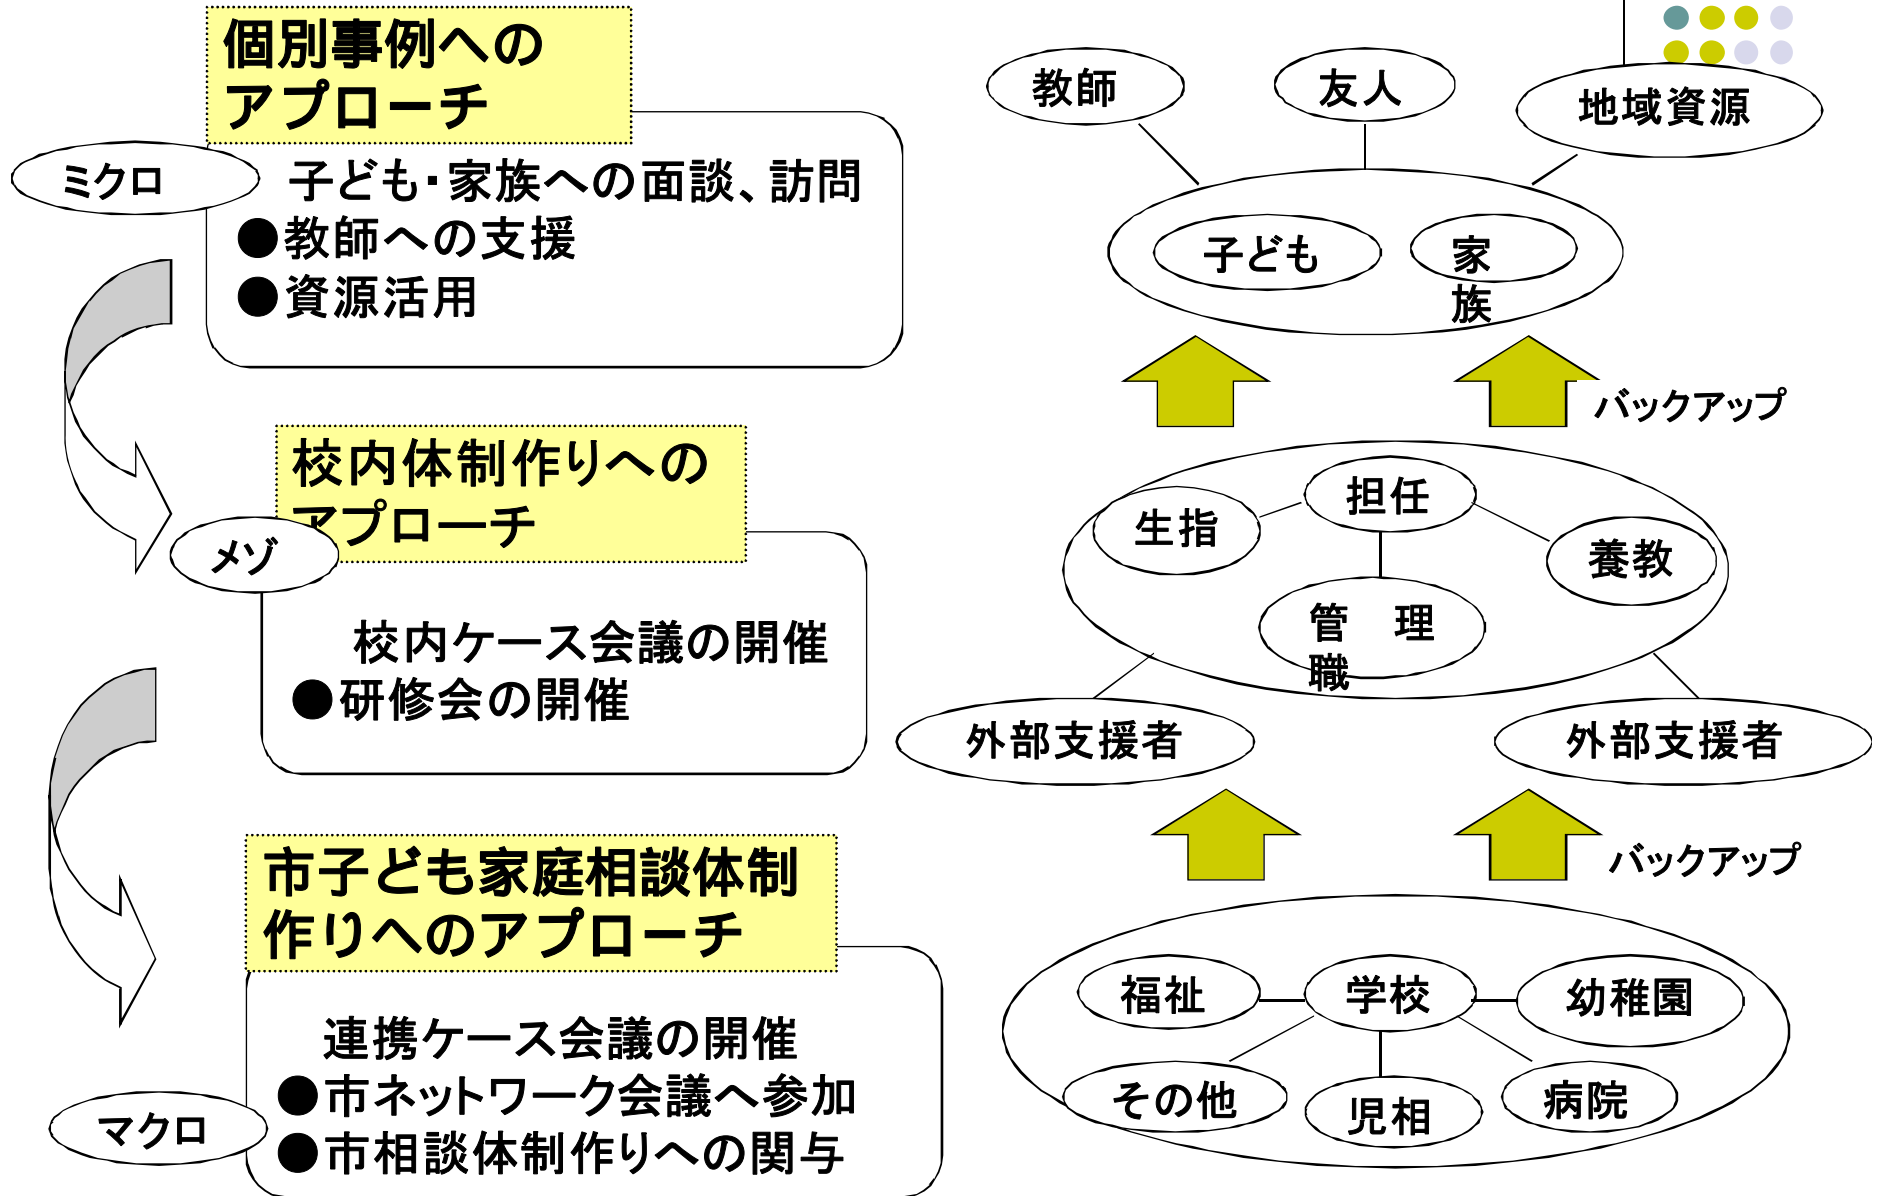 個別事例への
アプローチ
ミクロ
子ども・家族への面談、訪問
●教師への支援
●資源活用
校内体制作りへの
アプローチ
メゾ
校内ケース会議の開催
●研修会の開催
市子ども家庭相談体制
作りへのアプローチ
連携ケース会議の開催
●市ネットワーク会議へ参加
●市相談体制作りへの関与
マクロ
教師
友人
地域資源
子ども
家
族
バックアップ
担任
生指
養教
管 理
職
外部支援者
外部支援者
バックアップ
福祉
学校
幼稚園
その他
児相
病院